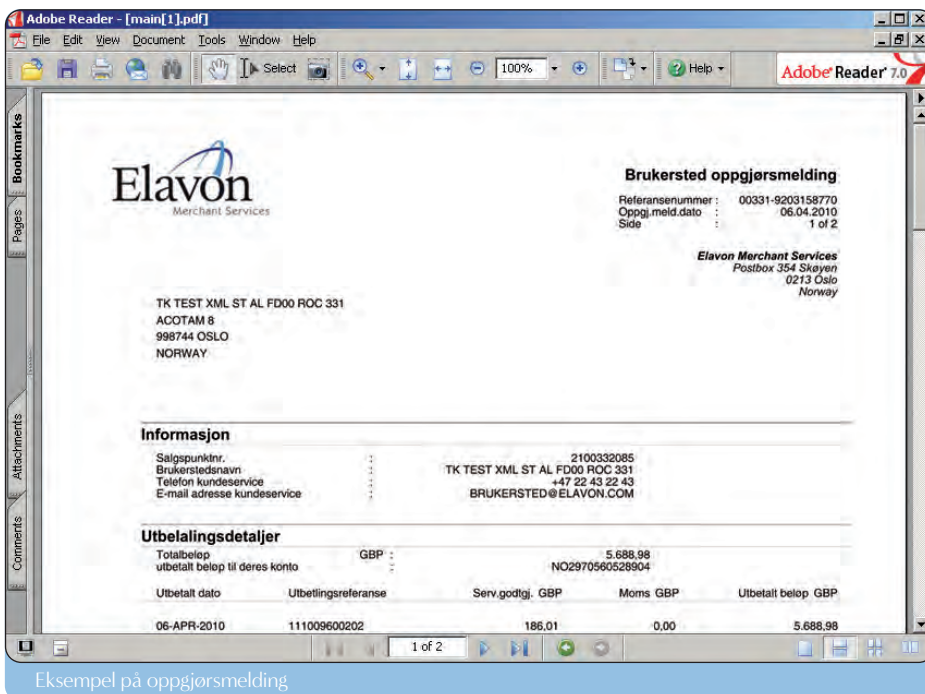 Adobe Reader - [main[1].pdf]
File Edit View Document Tools Window Help
Select 100% Help Adobe Reader 7.0
Bookmarks
Pages
Attachments
Comments
Elavon
Merchant Services
Brukersted oppgjørsmelding
Referansenummer : 00331-9203158770
Oppgj.meld.dato : 06.04.2010
Side : 1 of 2
Elavon Merchant Services
Postbox 354 Skøyen
0213 Oslo
Norway
TK TEST XML ST AL FD00 ROC 331
ACOTAM 8
998744 OSLO
NORWAY
Informasjon
Salgspunktnr. : 2100332085
Brukerstedsnavn : TK TEST XML ST AL FD00 ROC 331
Telefon kundeservice : +47 22 43 22 43
E-mail adresse kundeservice : BRUKERSTED@ELAVON.COM
Utbelalingsdetaljer
Totalbeløp GBP : 5.688,98
utbetalt beløp til deres konto : NO2970560528904
Utbetalt dato Utbetlingsreferanse Serv.godtgj. GBP Moms GBP Utbetalt beløp GBP
06-APR-2010 111009600202 186,01 0,00 5.688,98
1 of 2
Eksempel på oppgjørsmelding